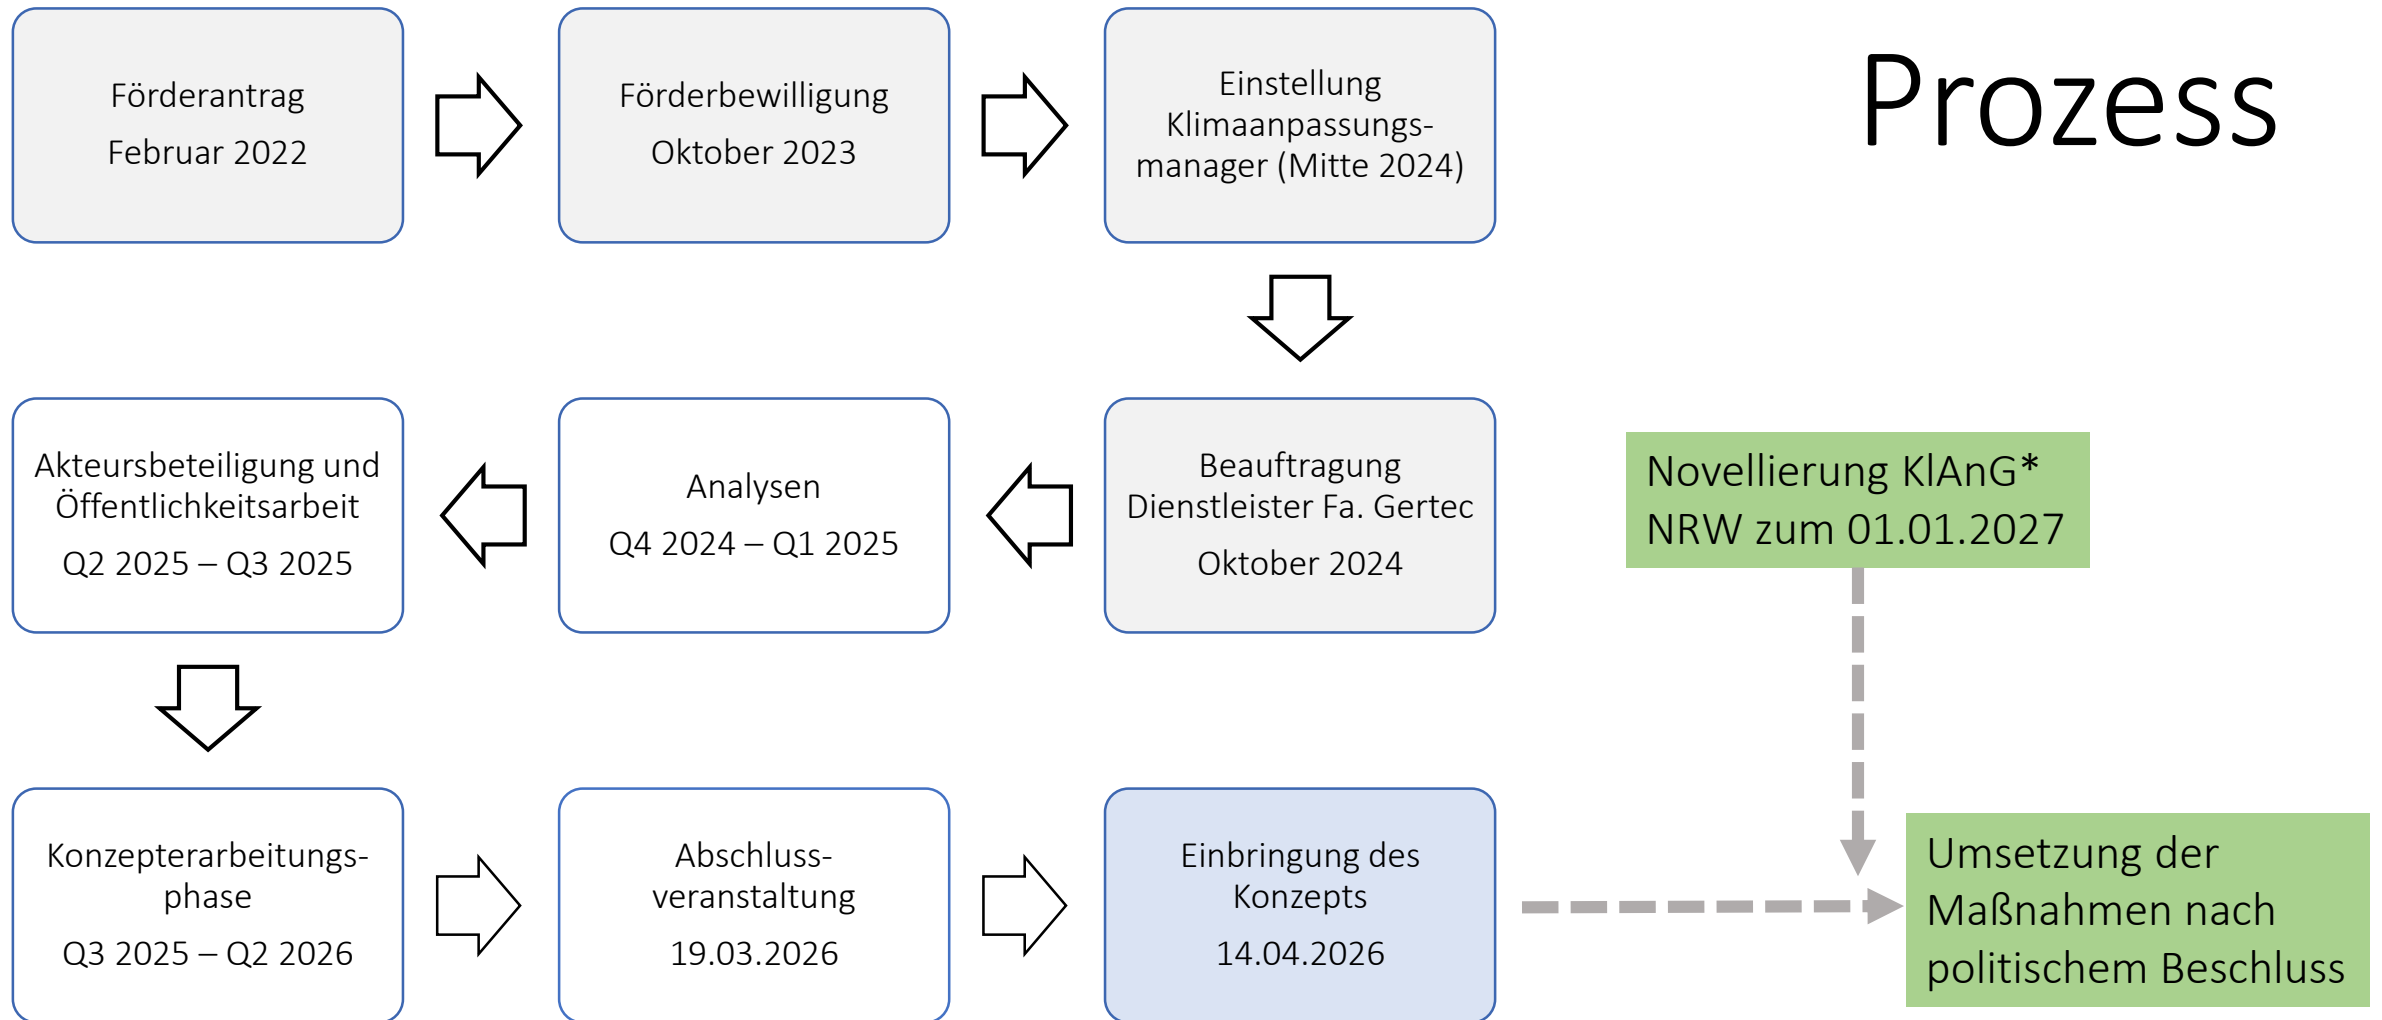 Prozess
Förderantrag
Februar 2022
Förderbewilligung
Oktober 2023
Einstellung
Klimaanpassungs-
manager (Mitte 2024)
Beauftragung
Dienstleister Fa. Gertec
Oktober 2024
Analysen
Q4 2024 – Q1 2025
Akteursbeteiligung und
Öffentlichkeitsarbeit
Q2 2025 – Q3 2025
Konzepterarbeitungs-
phase
Q3 2025 – Q2 2026
Abschluss-
veranstaltung
19.03.2026
Einbringung des
Konzepts
14.04.2026
Novellierung KlAnG*
NRW zum 01.01.2027
Umsetzung der
Maßnahmen nach
politischem Beschluss